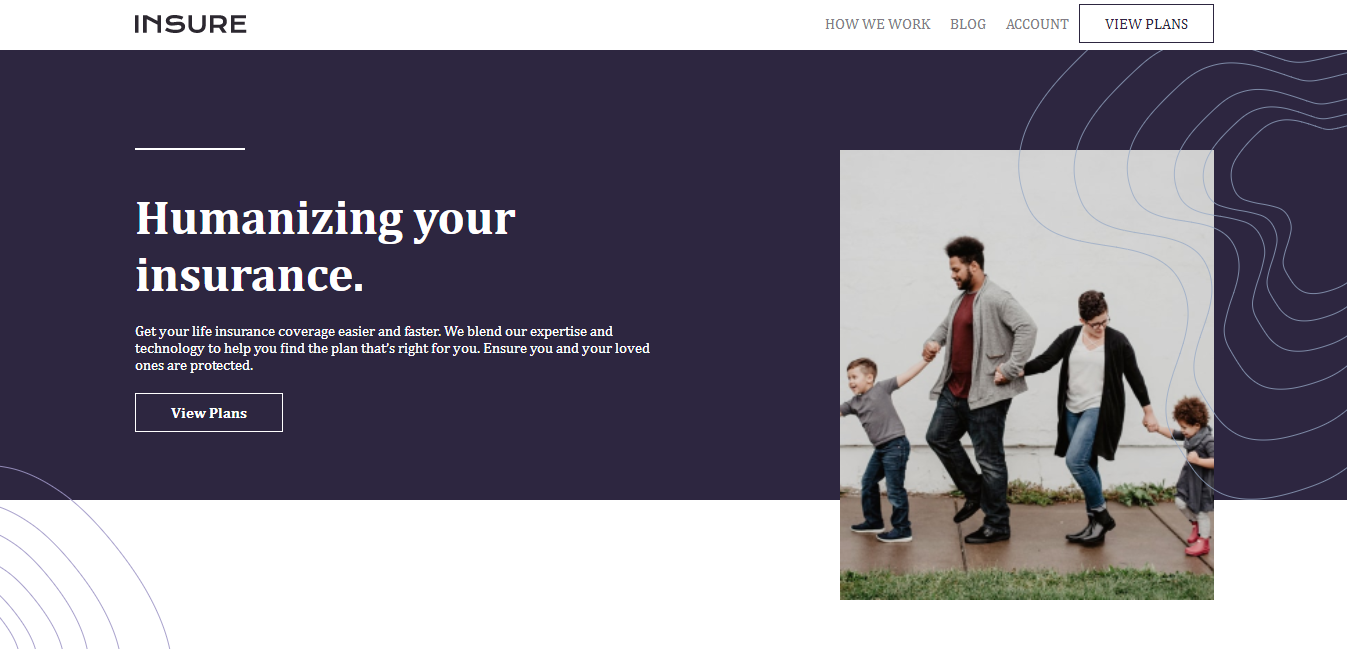 INSURE
HOW WE WORK BLOG ACCOUNT VIEW PLANS
Humanizing your
insurance.
Get your life insurance coverage easier and faster. We blend our expertise and
technology to help you find the plan that's right for you. Ensure you and your loved
ones are protected.
View Plans